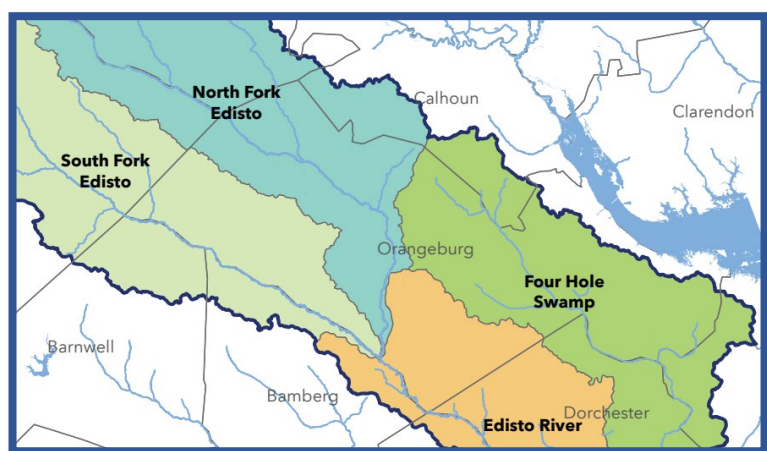 North Fork
Edisto
Calhoun
Clarendon
South Fork
Edisto
Orangeburg
Four Hole
Swamp
Barnwell
Bamberg
Dorchester
Edisto River